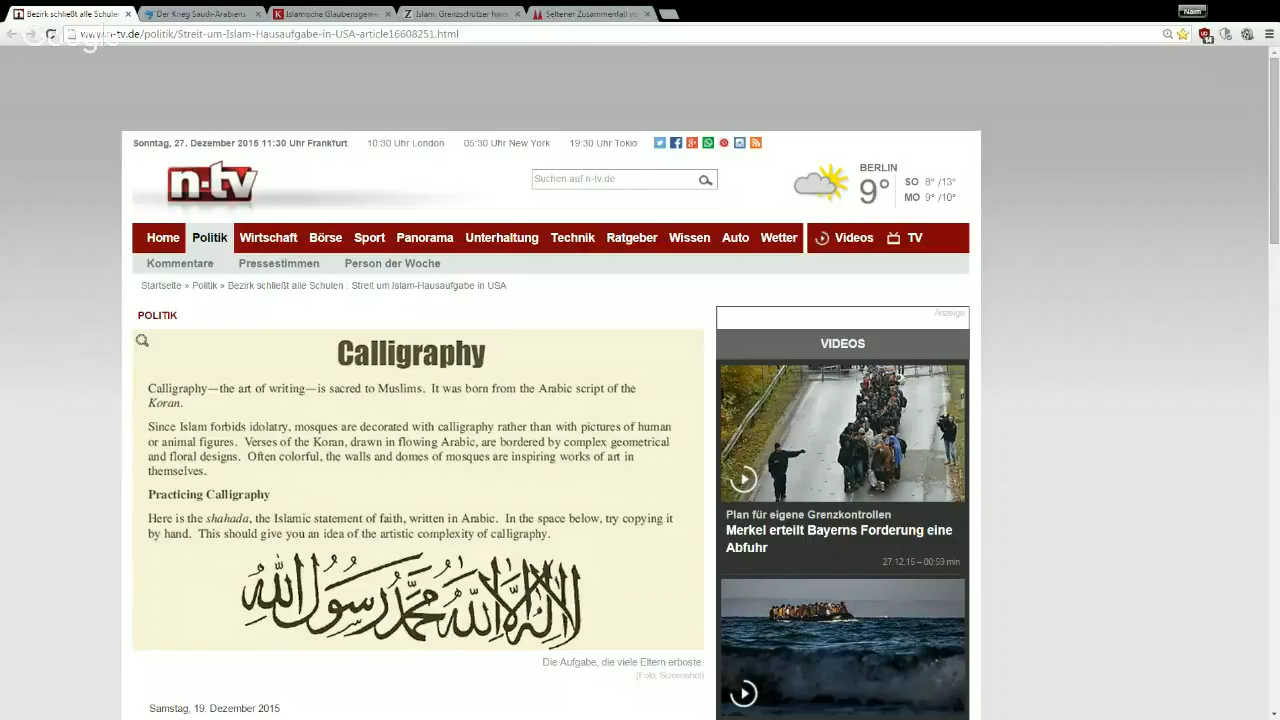 Bezirk schließt alle Schule
Der Krieg Saudi-Arabiens
Islamische Glaubensgem
Islam: Grenzschützer
Seltener Zusammenfall
Naim
Google
www.n-tv.de/politik/Streit-um-Islam-Hausaufgabe-in-USA-article16608251.html
Sonntag, 27. Dezember 2015 11:30 Uhr Frankfurt 10:30 Uhr London 05:30 Uhr New York 19:30 Uhr Tokio
n-tv
Suchen auf n-tv.de
BERLIN
9°
SO 8° /13°
MO 9° /10°
Home Politik Wirtschaft Börse Sport Panorama Unterhaltung Technik Ratgeber Wissen Auto Wetter Videos TV
Kommentare Pressestimmen Person der Woche
Startseite » Politik » Bezirk schließt alle Schulen : Streit um Islam-Hausaufgabe in USA
POLITIK
Calligraphy
Calligraphy—the art of writing—is sacred to Muslims. It was born from the Arabic script of the
Koran.
Since Islam forbids idolatry, mosques are decorated with calligraphy rather than with pictures of human
or animal figures. Verses of the Koran, drawn in flowing Arabic, are bordered by complex geometrical
and floral designs. Often colorful, the walls and domes of mosques are inspiring works of art in
themselves.
Practicing Calligraphy
Here is the shahada, the Islamic statement of faith, written in Arabic. In the space below, try copying it
by hand. This should give you an idea of the artistic complexity of calligraphy.
لا إله إلا الله محمد رسول الله
Die Aufgabe, die viele Eltern erboste.
(Foto: Screenshot)
Samstag, 19. Dezember 2015
Anzeige
VIDEOS
Plan für eigene Grenzkontrollen
Merkel erteilt Bayerns Forderung eine
Abfuhr
27.12.15 – 00:59 min